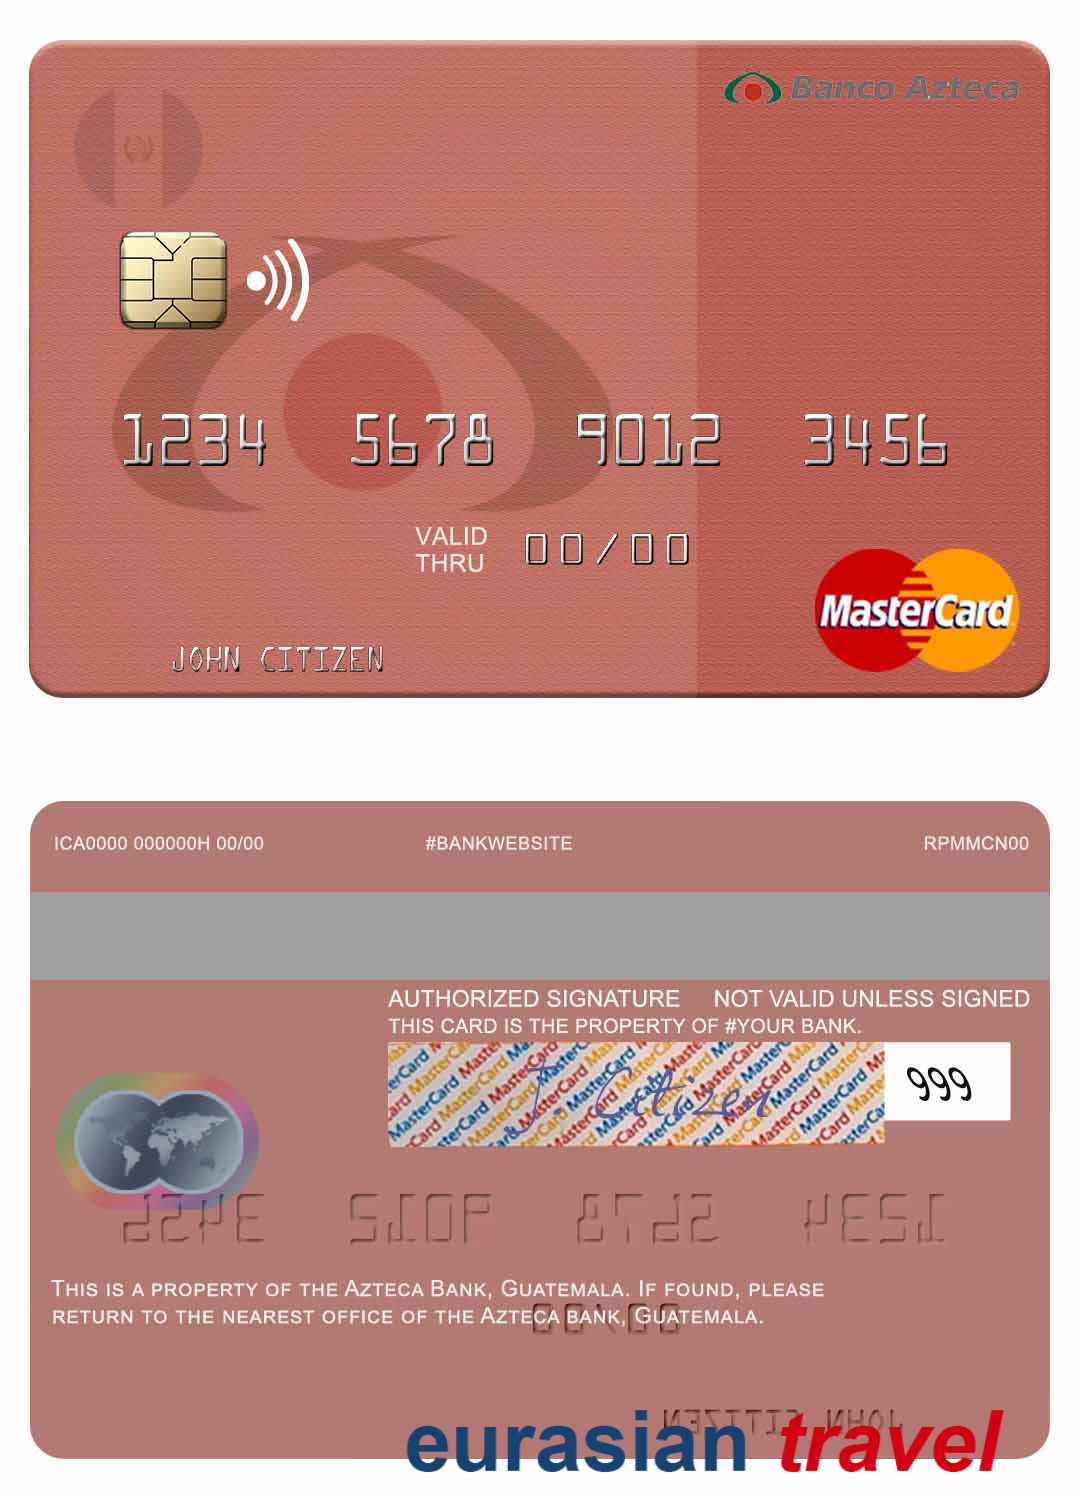 Banco Azteca
1234 5678 9012 3456
VALID
THRU 00/00
MasterCard
JOHN CITIZEN
ICA0000 000000H 00/00 #BANKWEBSITE RPMMCN00
AUTHORIZED SIGNATURE NOT VALID UNLESS SIGNED
THIS CARD IS THE PROPERTY OF #YOUR BANK.
J. Citizen 999
THIS IS A PROPERTY OF THE AZTECA BANK, GUATEMALA. IF FOUND, PLEASE
RETURN TO THE NEAREST OFFICE OF THE AZTECA BANK, GUATEMALA.
eurasian travel